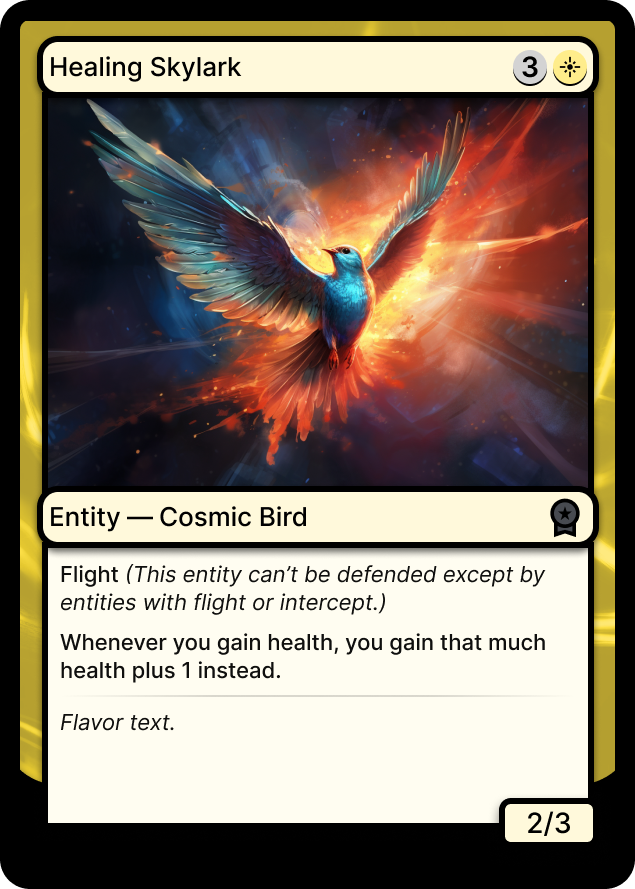 Healing Skylark 3
Entity — Cosmic Bird
Flight (This entity can’t be defended except by
entities with flight or intercept.)
Whenever you gain health, you gain that much
health plus 1 instead.
Flavor text.
2/3